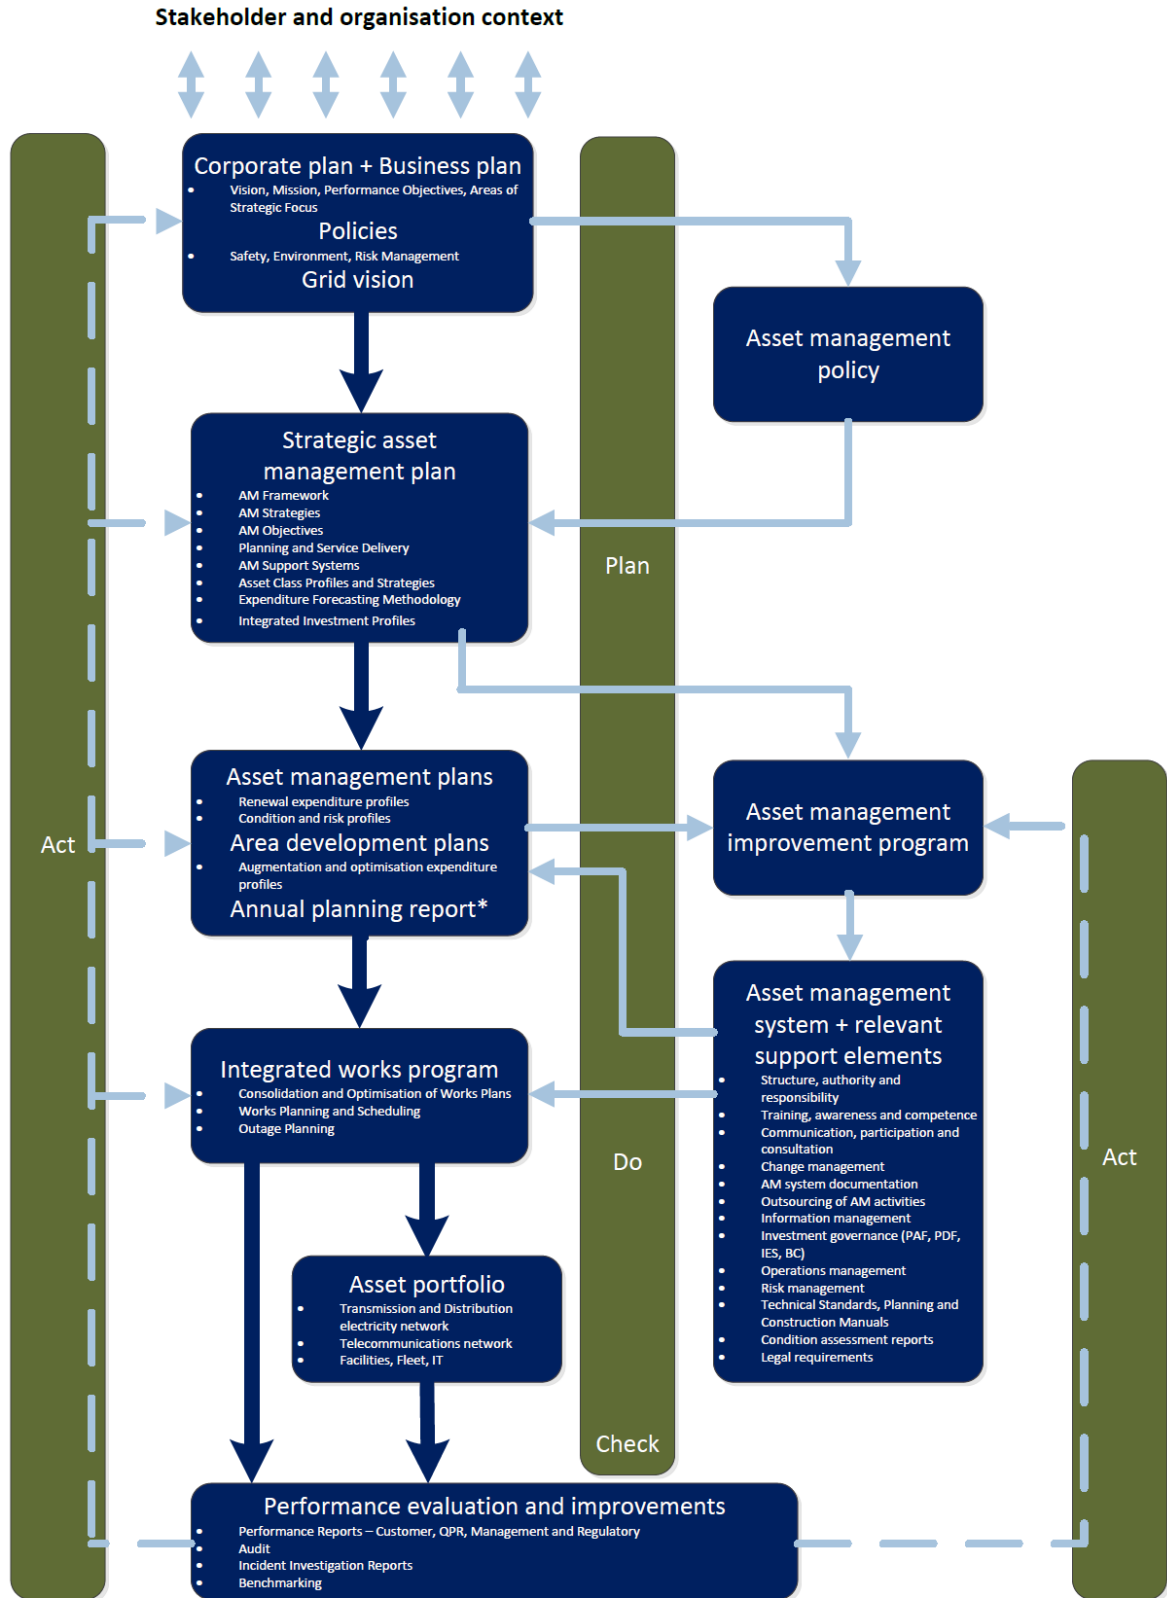 Stakeholder and organisation context
Corporate plan + Business plan
• Vision, Mission, Performance Objectives, Areas of
Strategic Focus
Policies
• Safety, Environment, Risk Management
Grid vision
Asset management
policy
Strategic asset
management plan
• AM Framework
• AM Strategies
• AM Objectives
• Planning and Service Delivery
• AM Support Systems
• Asset Class Profiles and Strategies
• Expenditure Forecasting Methodology
• Integrated Investment Profiles
Plan
Asset management plans
• Renewal expenditure profiles
• Condition and risk profiles
Area development plans
• Augmentation and optimisation expenditure
profiles
Annual planning report*
Act
Asset management
improvement program
Asset management
system + relevant
support elements
• Structure, authority and
responsibility
• Training, awareness and competence
• Communication, participation and
consultation
• Change management
• AM system documentation
• Outsourcing of AM activities
• Information management
• Investment governance (PAF, PDF,
IES, BC)
• Operations management
• Risk management
• Technical Standards, Planning and
Construction Manuals
• Condition assessment reports
• Legal requirements
Integrated works program
• Consolidation and Optimisation of Works Plans
• Works Planning and Scheduling
• Outage Planning
Do
Act
Asset portfolio
• Transmission and Distribution
electricity network
• Telecommunications network
• Facilities, Fleet, IT
Check
Performance evaluation and improvements
• Performance Reports – Customer, QPR, Management and Regulatory
• Audit
• Incident Investigation Reports
• Benchmarking